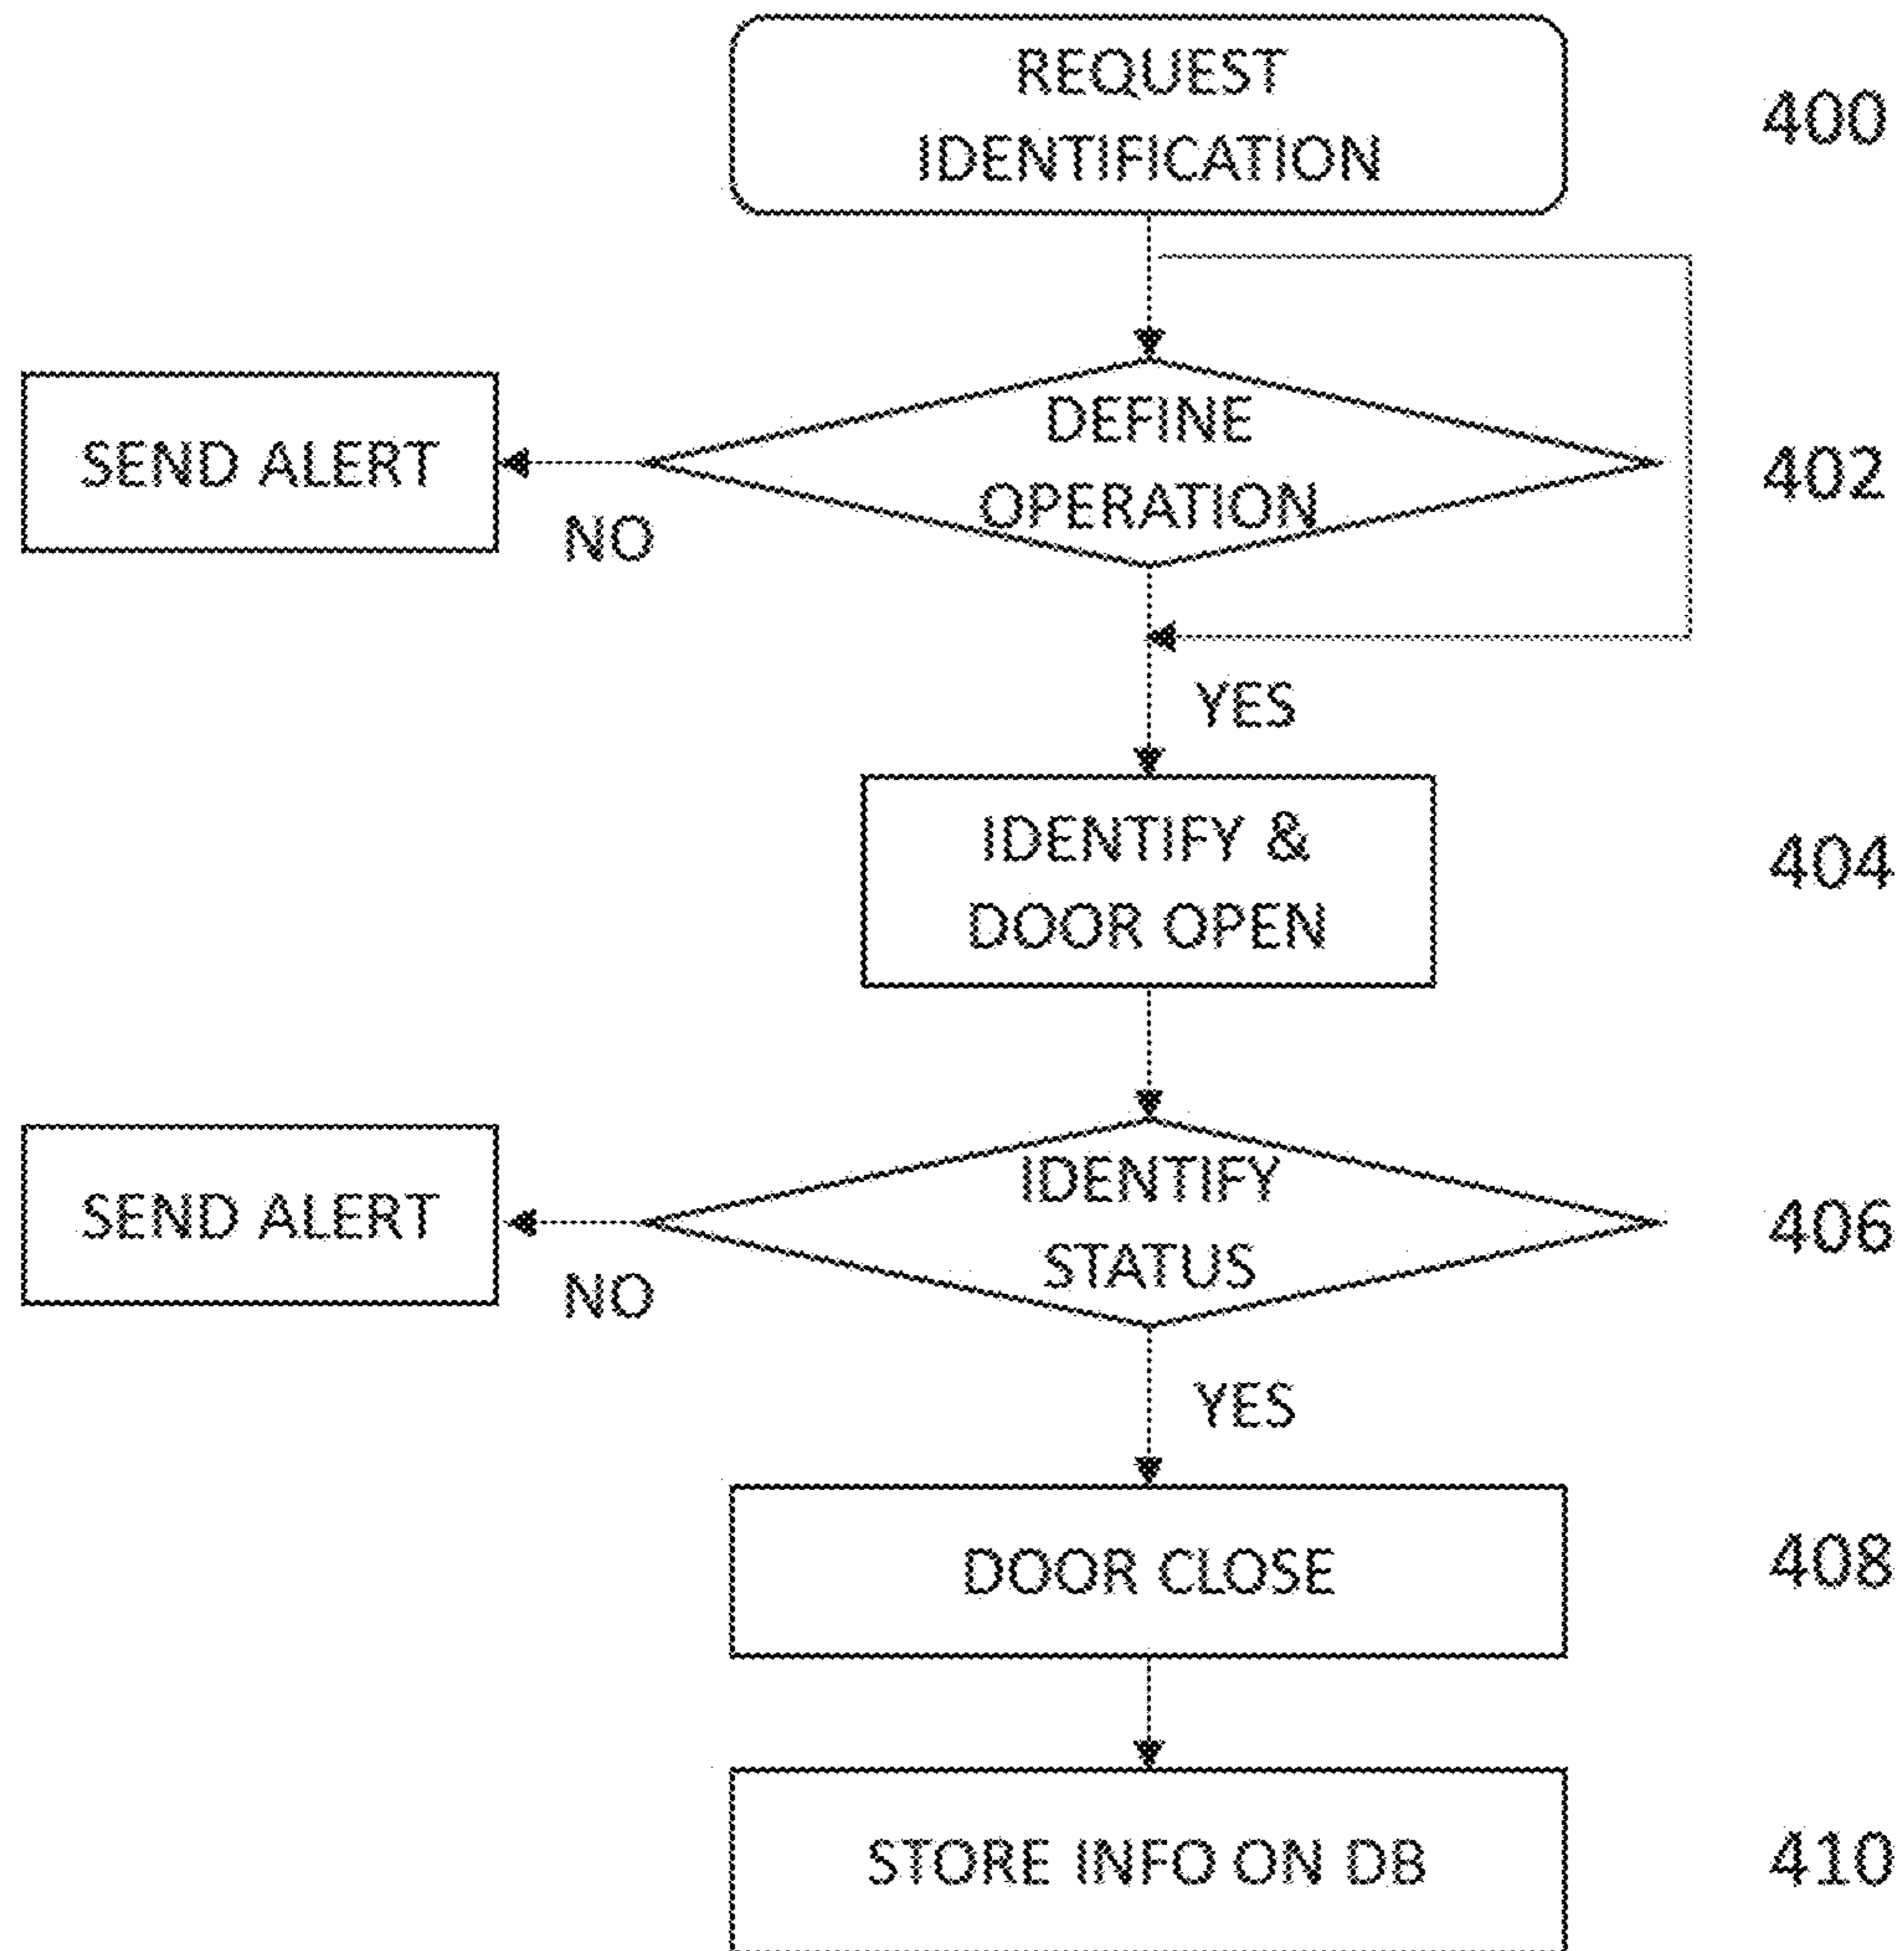 REQUEST
IDENTIFICATION
400
DEFINE
OPERATION
402
SEND ALERT
NO
YES
IDENTIFY &
DOOR OPEN
404
IDENTIFY
STATUS
406
SEND ALERT
NO
YES
DOOR CLOSE
408
STORE INFO ON DB
410